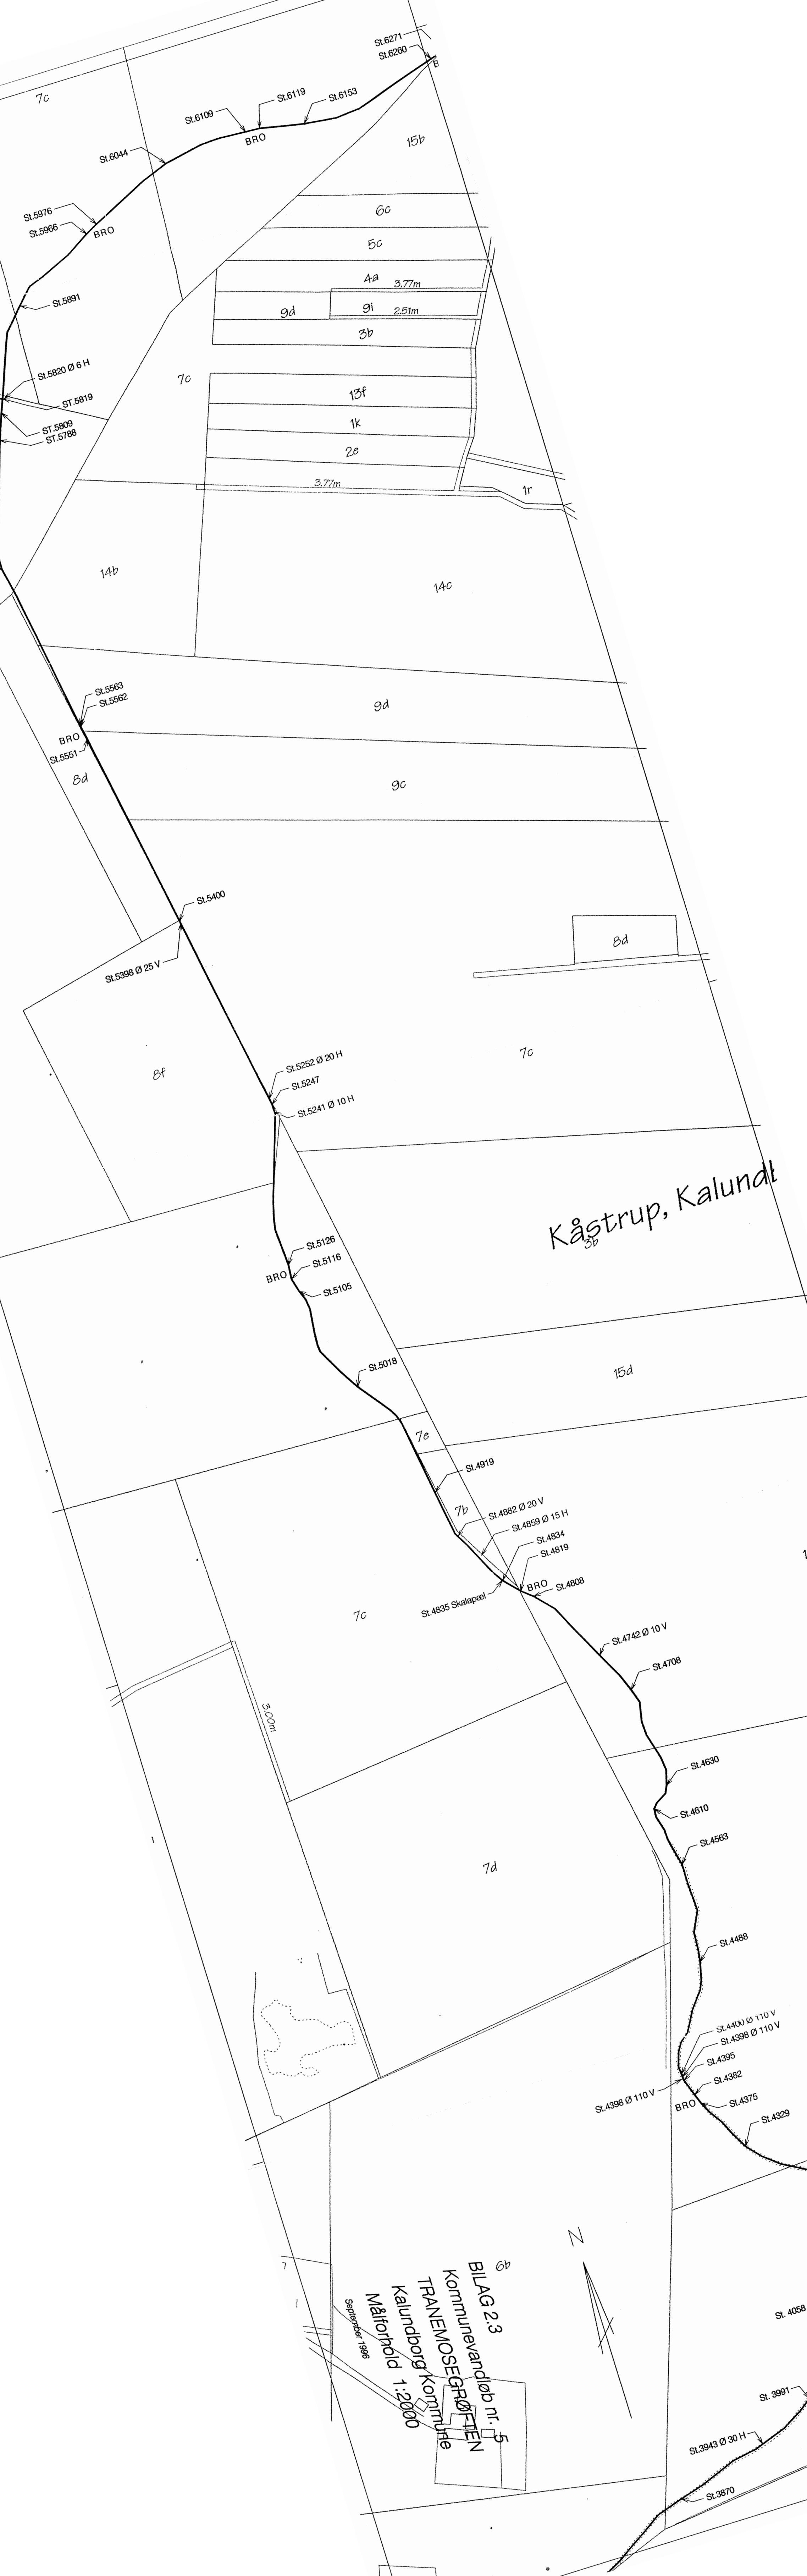 St.6271
St.6260
B
7c
St.6119
St.6153
St.6109
BRO
15b
St.6044
6c
St.5976
St.5966
BRO
5c
4a
3.77m
St.5891
9d
9i
2.51m
3b
St.5820 Ø 6 H
7c
ST.5819
13f
ST.5809
1k
ST.5788
2e
3.77m
1r
14b
14c
St.5563
St.5562
9d
BRO
St.5551
8d
9c
St.5400
8d
St.5398 Ø 25 V
7c
St.5252 Ø 20 H
8f
St.5247
St.5241 Ø 10 H
Kåstrup, Kalundb
3b
St.5126
St.5116
BRO
St.5105
St.5018
15d
7e
St.4919
7b
St.4882 Ø 20 V
St.4859 Ø 15 H
St.4834
St.4819
BRO
St.4808
St.4835 Skalapæl
7c
St.4742 Ø 10 V
St.4708
3.00m
St.4630
St.4610
St.4563
7d
St.4488
St.4400 Ø 110 V
St.4398 Ø 110 V
St.4395
St.4382
St.4398 Ø 110 V
BRO
St.4375
St.4329
N
6b
BILAG 2.3
Kommunevandløb nr. 5
TRANEMOSEGRØFTEN
Kalundborg Kommune
Målforhold 1:2000
September 1996
St. 4058
St. 3991
St.3943 Ø 30 H
St.3870